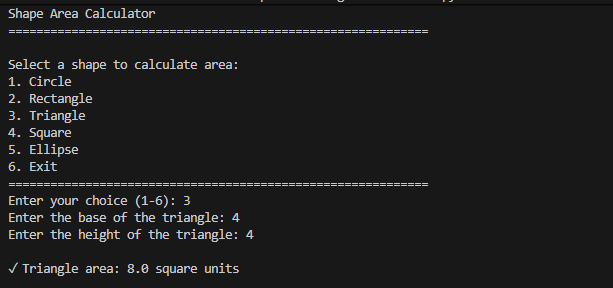 Shape Area Calculator
============================================================
Select a shape to calculate area:
1. Circle
2. Rectangle
3. Triangle
4. Square
5. Ellipse
6. Exit
============================================================
Enter your choice (1-6): 3
Enter the base of the triangle: 4
Enter the height of the triangle: 4
✓ Triangle area: 8.0 square units